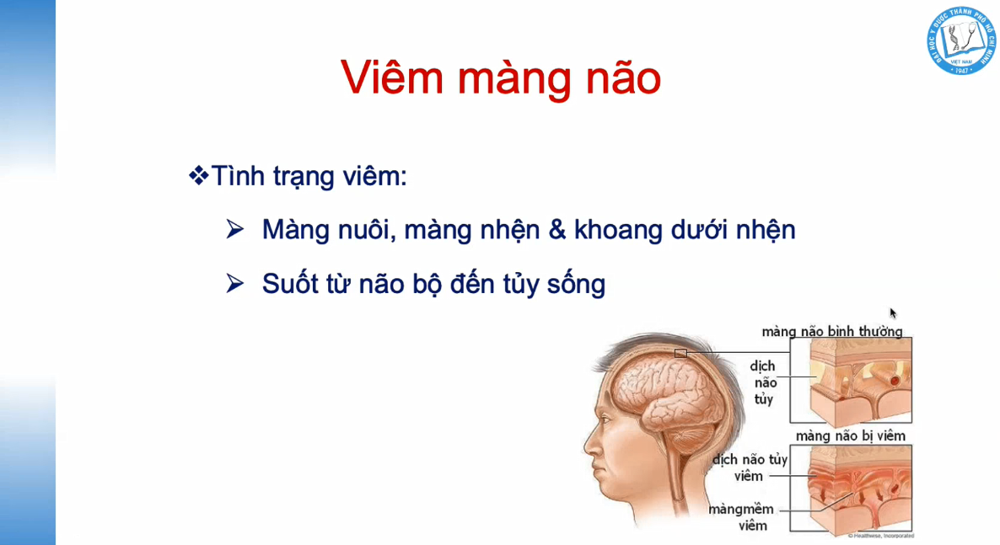 ĐẠI HỌC Y DƯỢC THÀNH PHỐ HỒ CHÍ MINH
VIỆT NAM
1947
Viêm màng não
❖Tình trạng viêm:
➢ Màng nuôi, màng nhện & khoang dưới nhện
➢ Suốt từ não bộ đến tủy sống
màng não bình thường
dịch
não
tủy
màng não bị viêm
dịch não tủy
viêm
màngmềm
viêm
© Healthwise, Incorporated